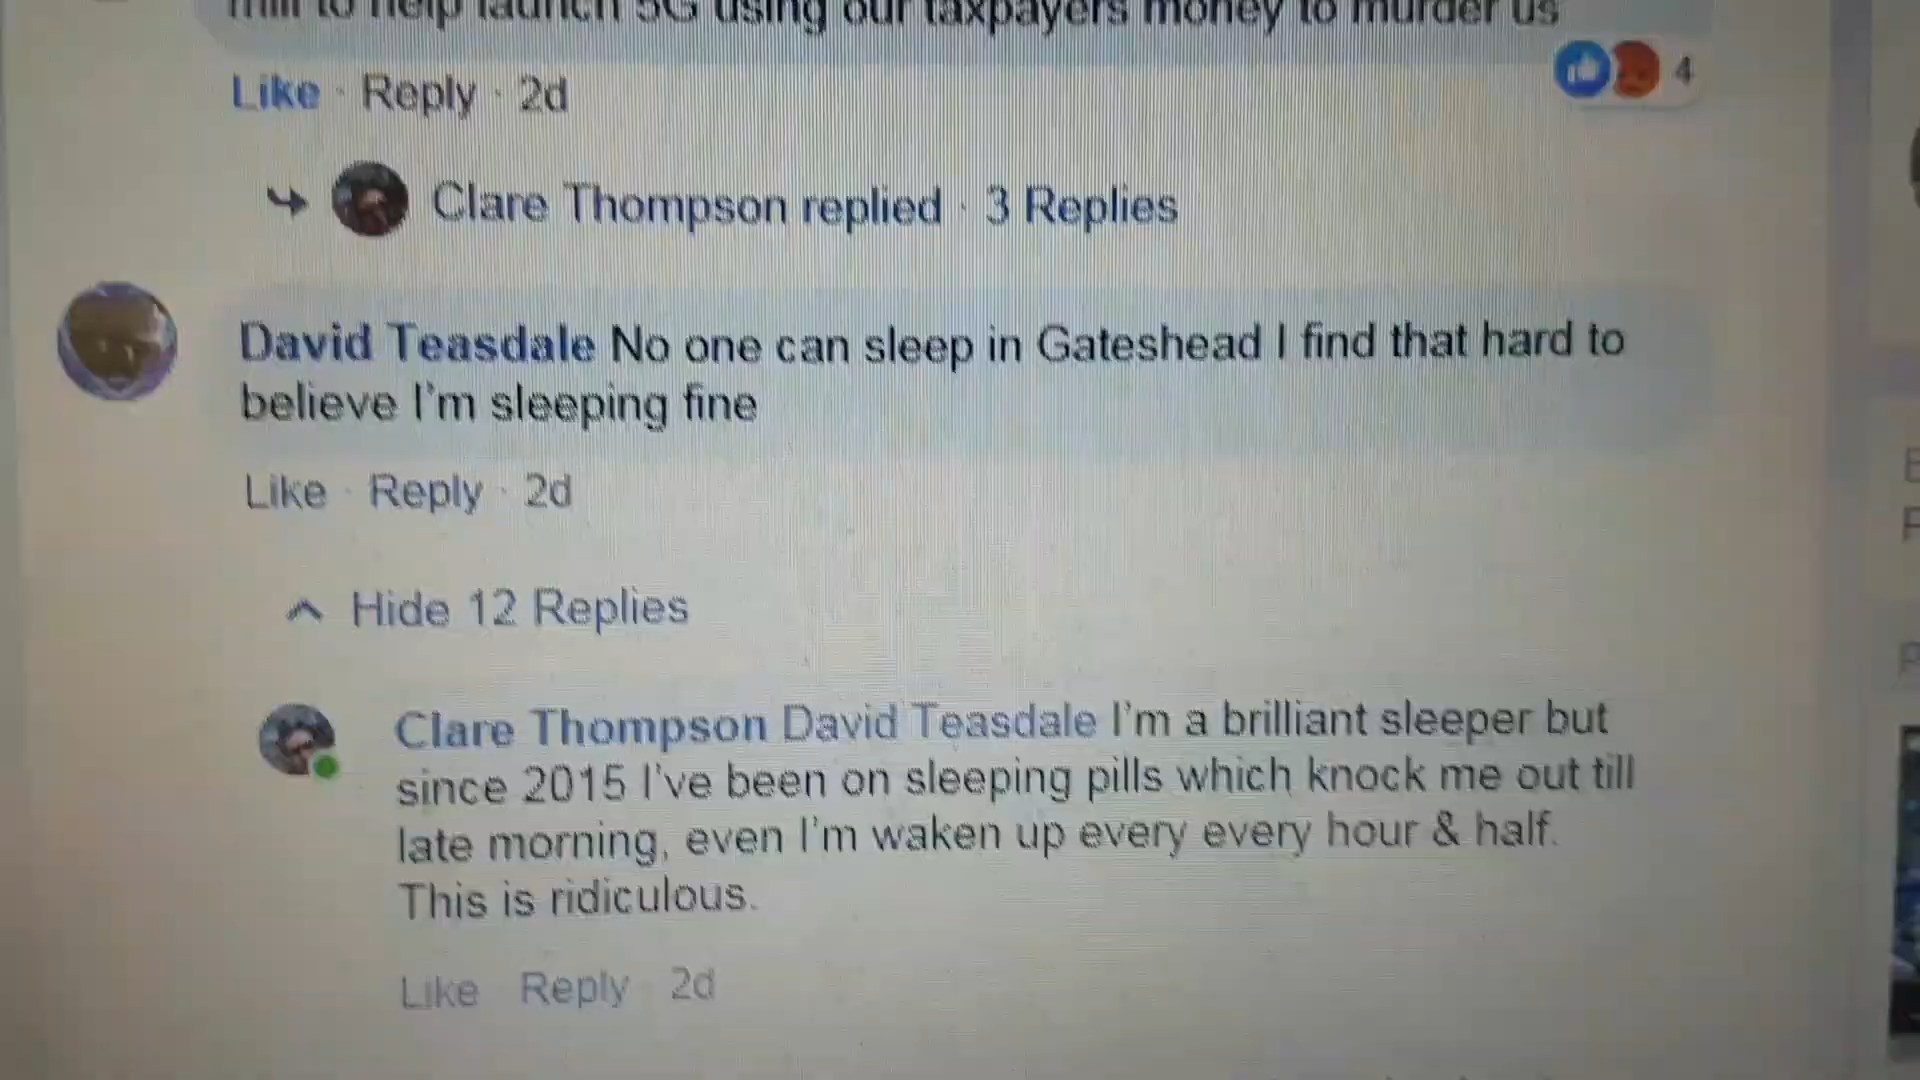 mill to help launch 5G using our taxpayers money to murder us
Like · Reply · 2d
4
Clare Thompson replied · 3 Replies
David Teasdale No one can sleep in Gateshead I find that hard to
believe I'm sleeping fine
Like · Reply · 2d
Hide 12 Replies
Clare Thompson David Teasdale I'm a brilliant sleeper but
since 2015 I've been on sleeping pills which knock me out till
late morning, even I'm waken up every every hour & half.
This is ridiculous.
Like Reply · 2d